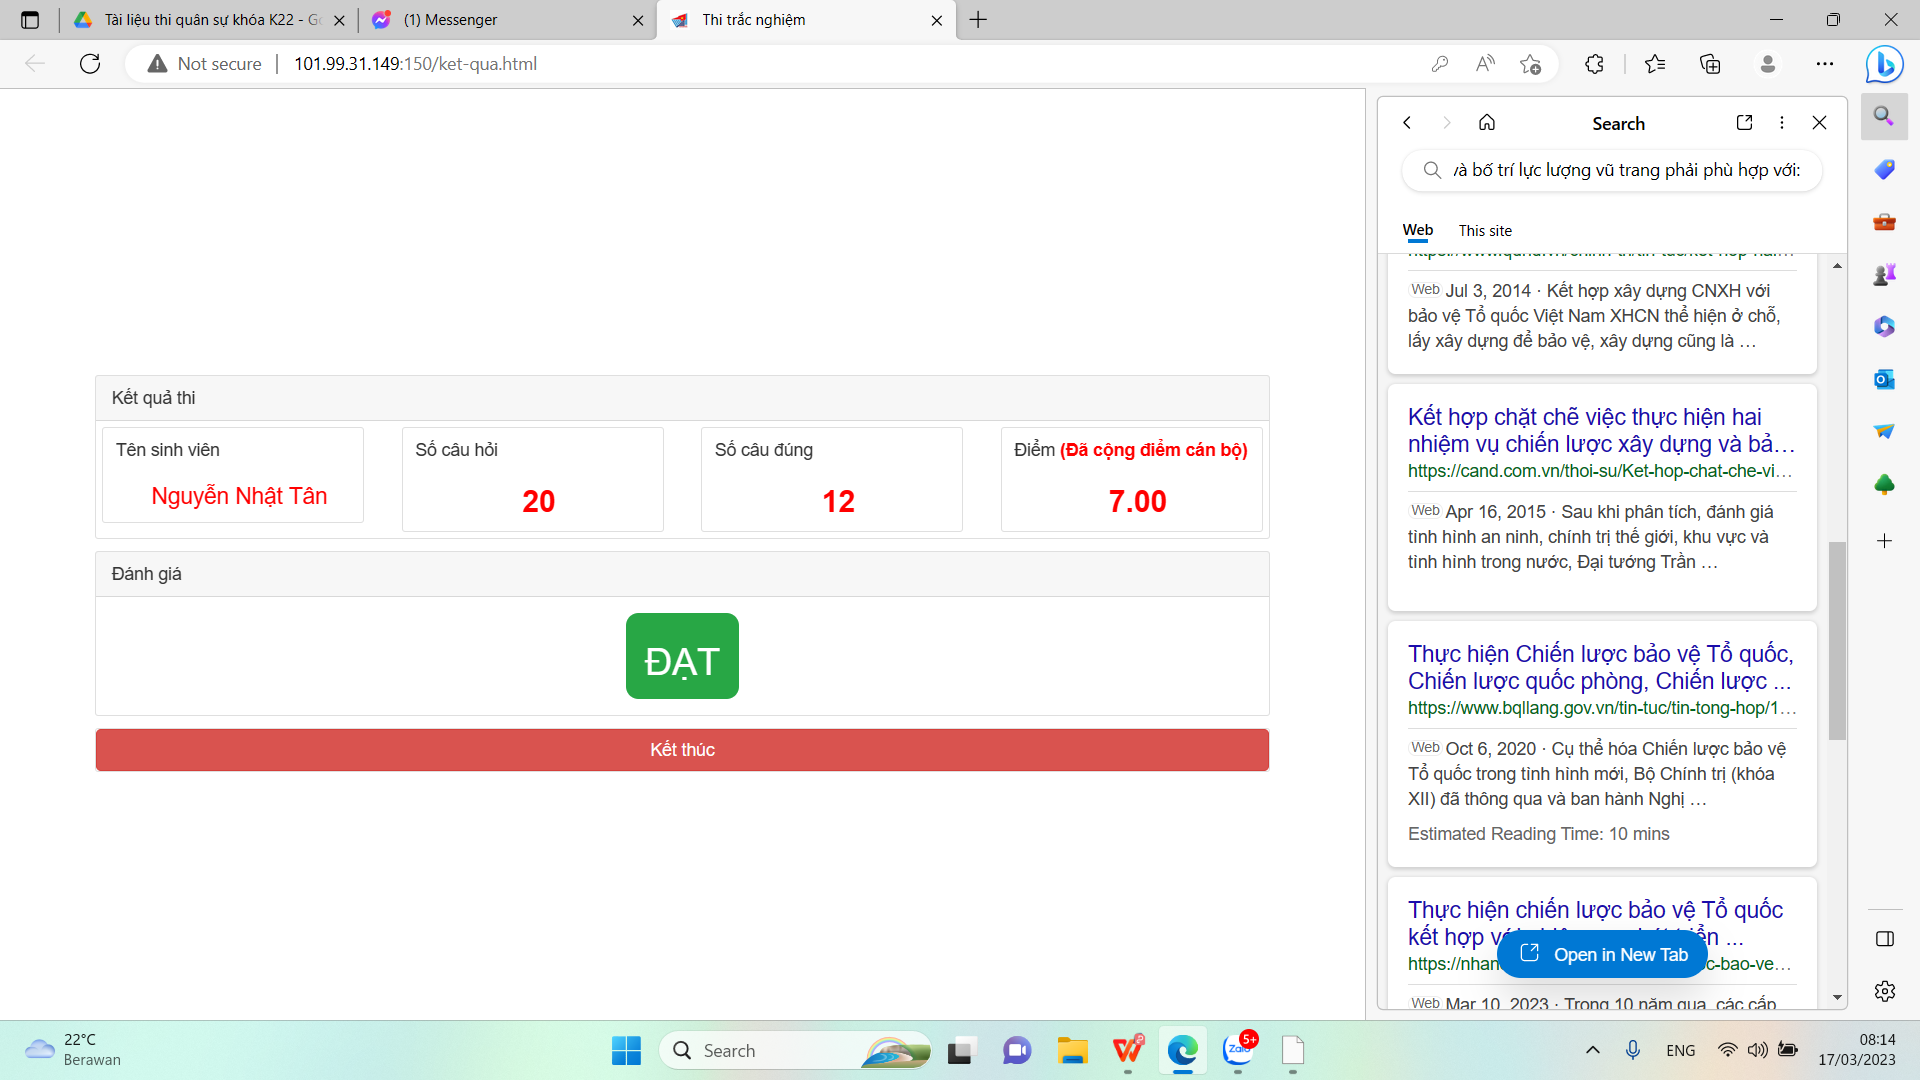 Tài liệu thi quân sự khóa K22 - Go
(1) Messenger
Thi trắc nghiệm
Not secure
101.99.31.149:150/ket-qua.html
Search
và bố trí lực lượng vũ trang phải phù hợp với:
Web
This site
Web Jul 3, 2014 · Kết hợp xây dựng CNXH với
bảo vệ Tổ quốc Việt Nam XHCN thể hiện ở chỗ,
lấy xây dựng để bảo vệ, xây dựng cũng là …
Kết hợp chặt chẽ việc thực hiện hai
nhiệm vụ chiến lược xây dựng và bả…
https://cand.com.vn/thoi-su/Ket-hop-chat-che-vi…
Web Apr 16, 2015 · Sau khi phân tích, đánh giá
tình hình an ninh, chính trị thế giới, khu vực và
tình hình trong nước, Đại tướng Trần …
Thực hiện Chiến lược bảo vệ Tổ quốc,
Chiến lược quốc phòng, Chiến lược ...
https://www.bqllang.gov.vn/tin-tuc/tin-tong-hop/1…
Web Oct 6, 2020 · Cụ thể hóa Chiến lược bảo vệ
Tổ quốc trong tình hình mới, Bộ Chính trị (khóa
XII) đã thông qua và ban hành Nghị …
Estimated Reading Time: 10 mins
Thực hiện chiến lược bảo vệ Tổ quốc
kết hợp
https://nhan
c-bao-ve…
Open in New Tab
Web Mar 10, 2023 · Trong 10 năm qua, các cấp
Kết quả thi
Tên sinh viên
Nguyễn Nhật Tân
Số câu hỏi
20
Số câu đúng
12
Điểm (Đã cộng điểm cán bộ)
7.00
Đánh giá
ĐẠT
Kết thúc
22°C
Berawan
Search
Zalo
5+
ENG
08:14
17/03/2023